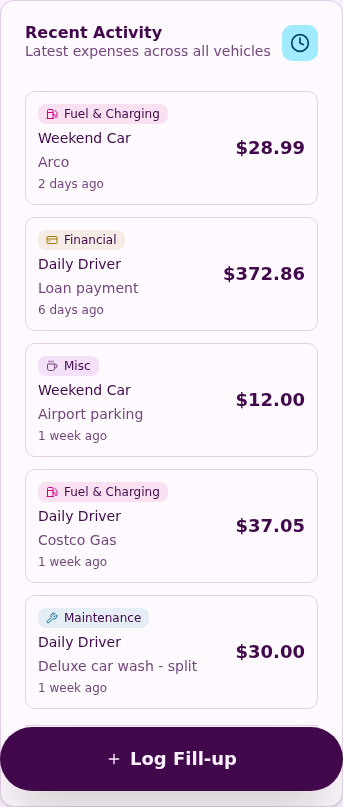 Recent Activity
Latest expenses across all vehicles
Fuel & Charging
Weekend Car
Arco
2 days ago
$28.99
Financial
Daily Driver
Loan payment
6 days ago
$372.86
Misc
Weekend Car
Airport parking
1 week ago
$12.00
Fuel & Charging
Daily Driver
Costco Gas
1 week ago
$37.05
Maintenance
Daily Driver
Deluxe car wash - split
1 week ago
$30.00
+ Log Fill-up